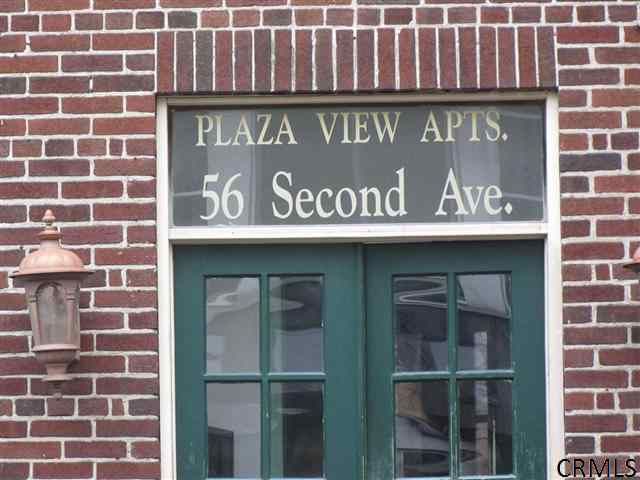 PLAZA VIEW APTS.
56 Second Ave.
CRMLS